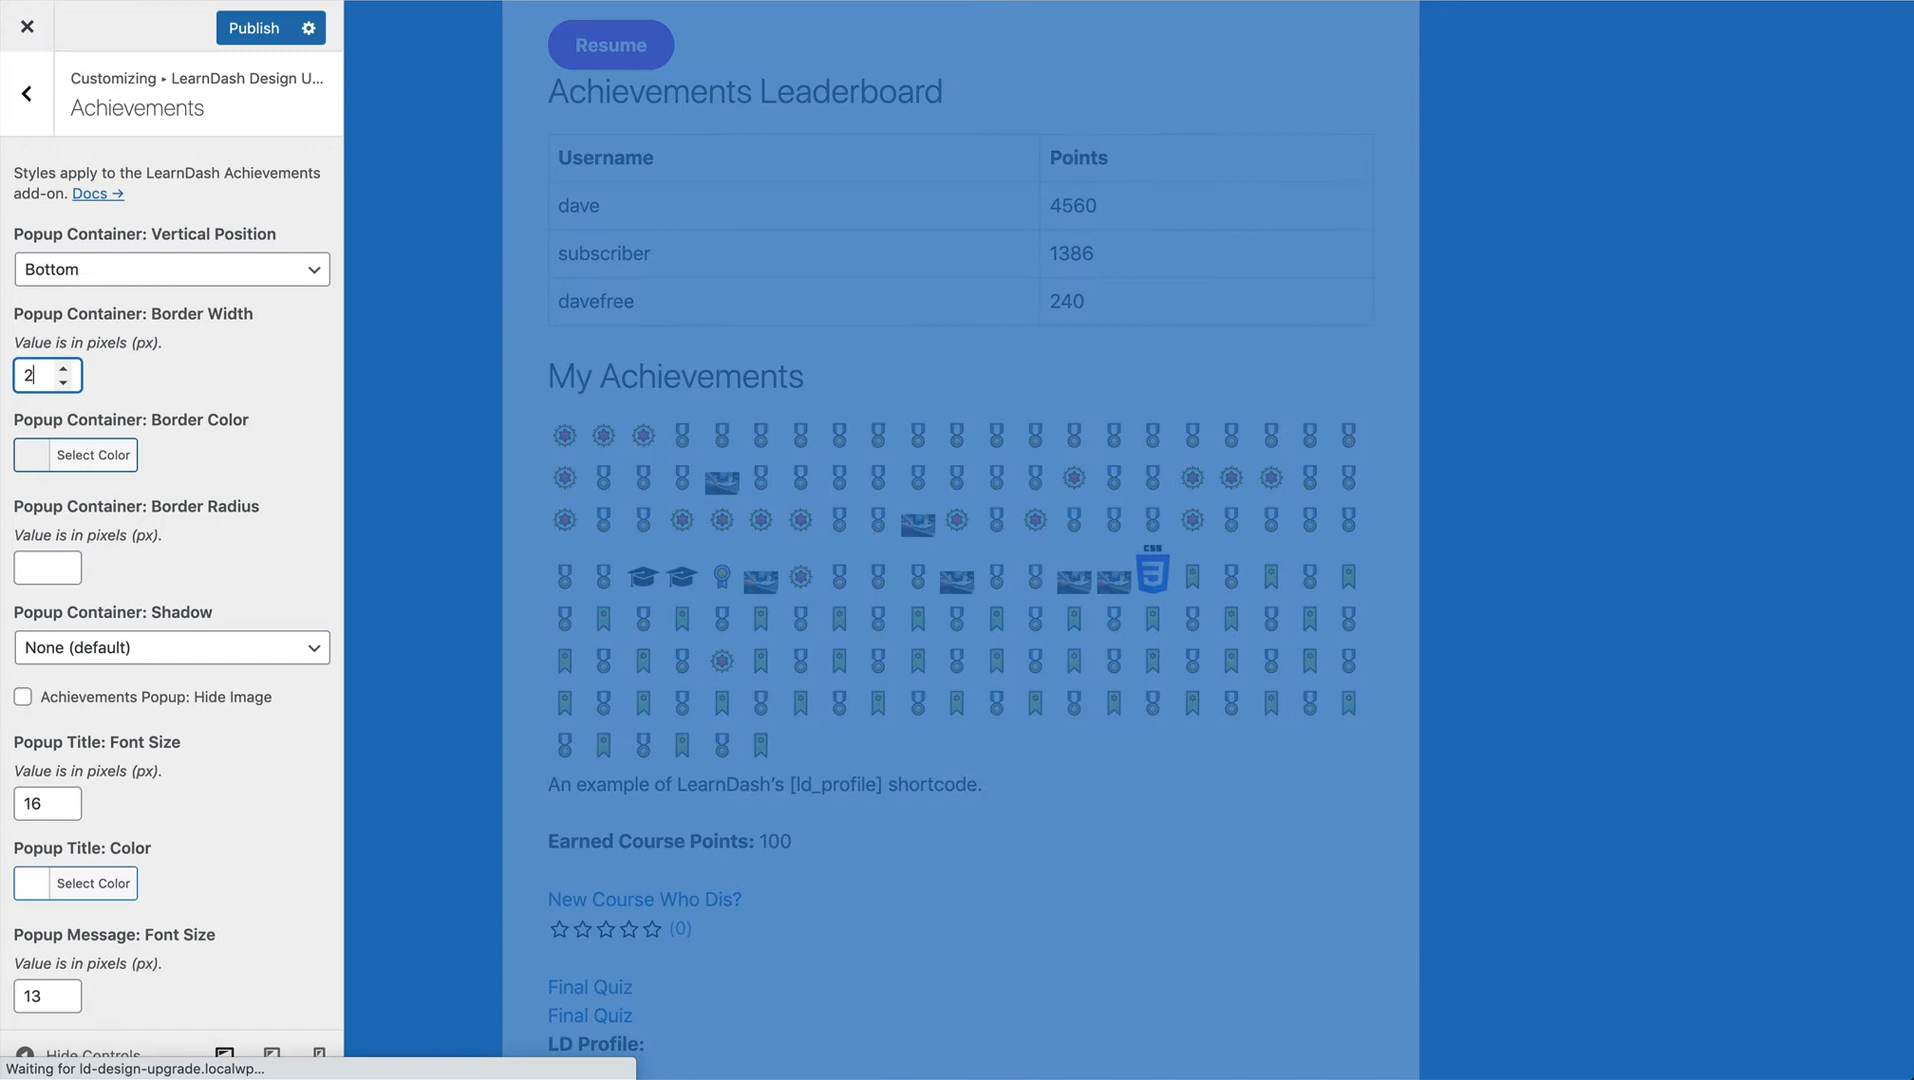 Publish
Customizing ▸ LearnDash Design U...
Achievements
Styles apply to the LearnDash Achievements
add-on. Docs →
Popup Container: Vertical Position
Bottom
Popup Container: Border Width
Value is in pixels (px).
2
Popup Container: Border Color
Select Color
Popup Container: Border Radius
Value is in pixels (px).
Popup Container: Shadow
None (default)
Achievements Popup: Hide Image
Popup Title: Font Size
Value is in pixels (px).
16
Popup Title: Color
Select Color
Popup Message: Font Size
Value is in pixels (px).
13
Hide Controls
Waiting for ld-design-upgrade.localwp...
Resume
Achievements Leaderboard
Username Points
dave 4560
subscriber 1386
davefree 240
My Achievements
CSS
3
An example of LearnDash’s [ld_profile] shortcode.
Earned Course Points: 100
New Course Who Dis?
(0)
Final Quiz
Final Quiz
LD Profile: